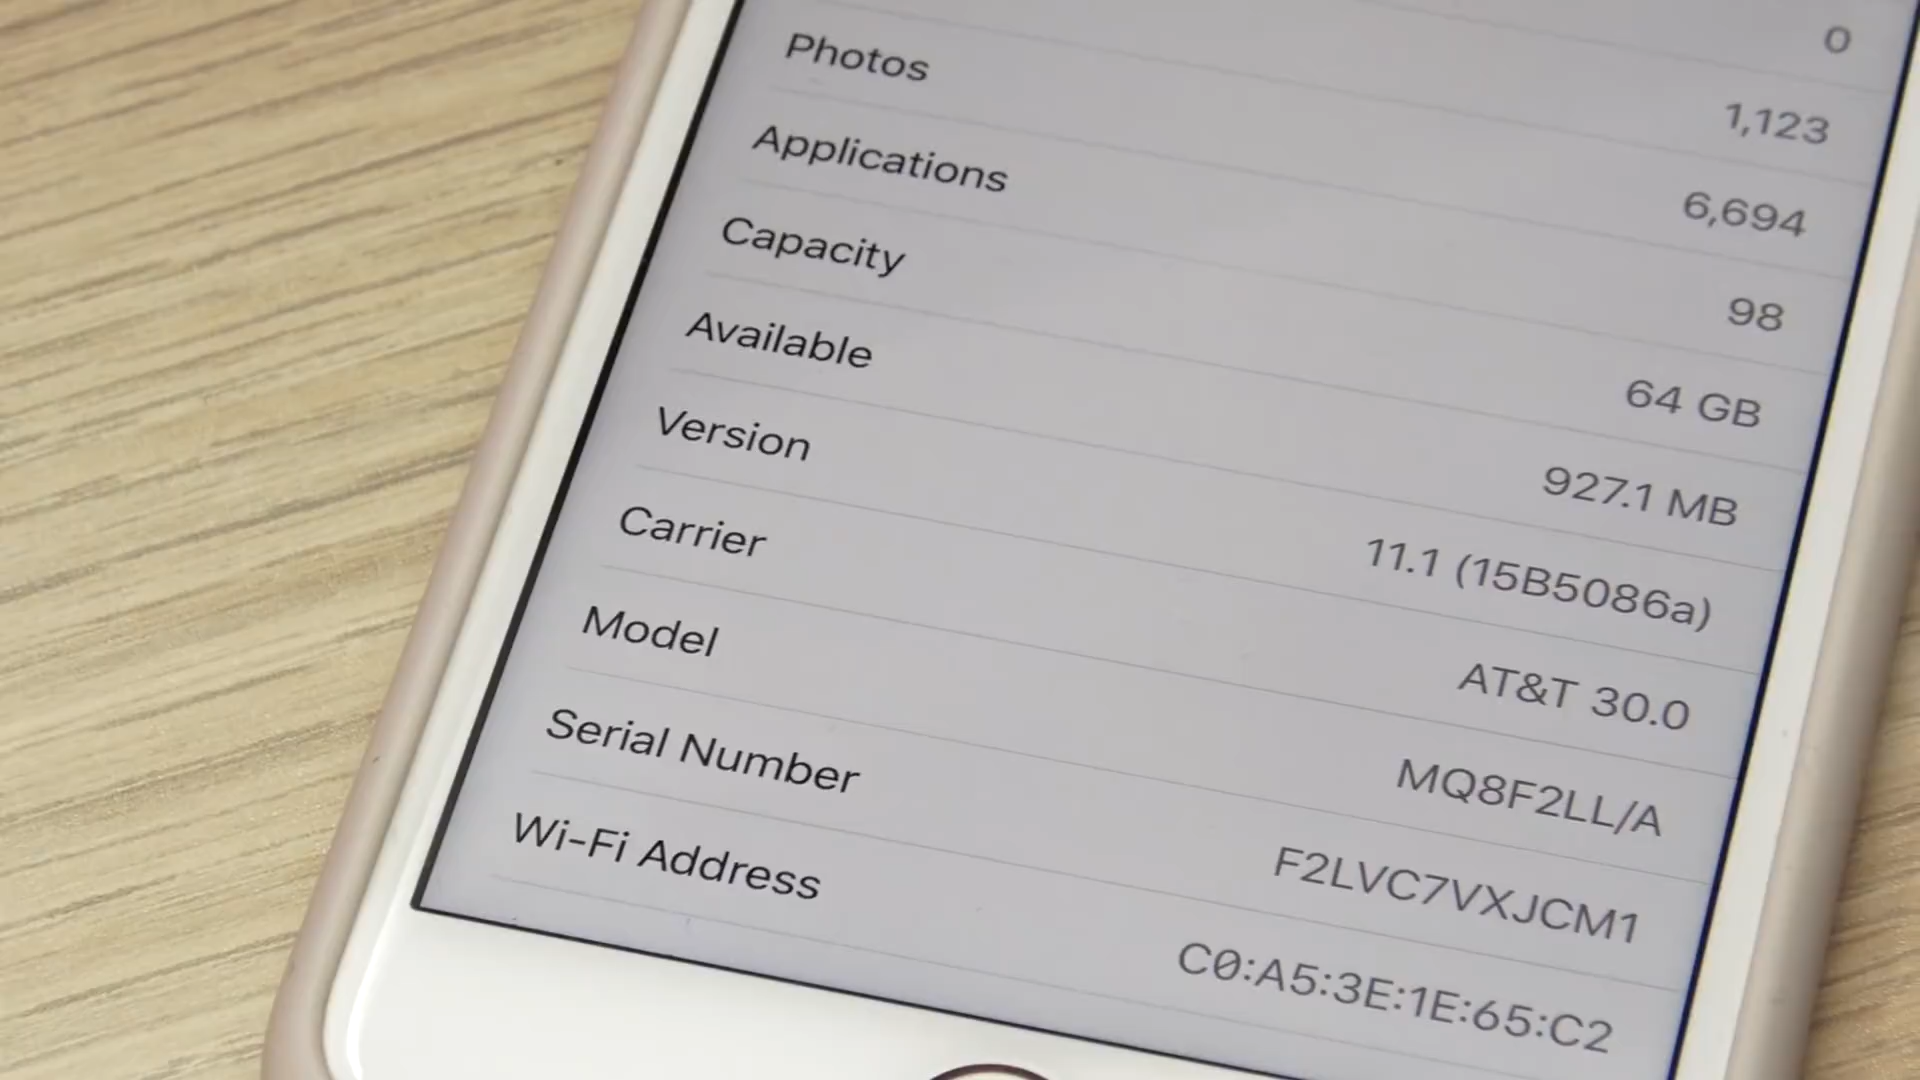 0
1,123
Photos 6,694
Applications 98
Capacity 64 GB
Available 927.1 MB
Version 11.1 (15B5086a)
Carrier AT&T 30.0
Model MQ8F2LL/A
Serial Number F2LVC7VXJCM1
Wi-Fi Address C0:A5:3E:1E:65:C2